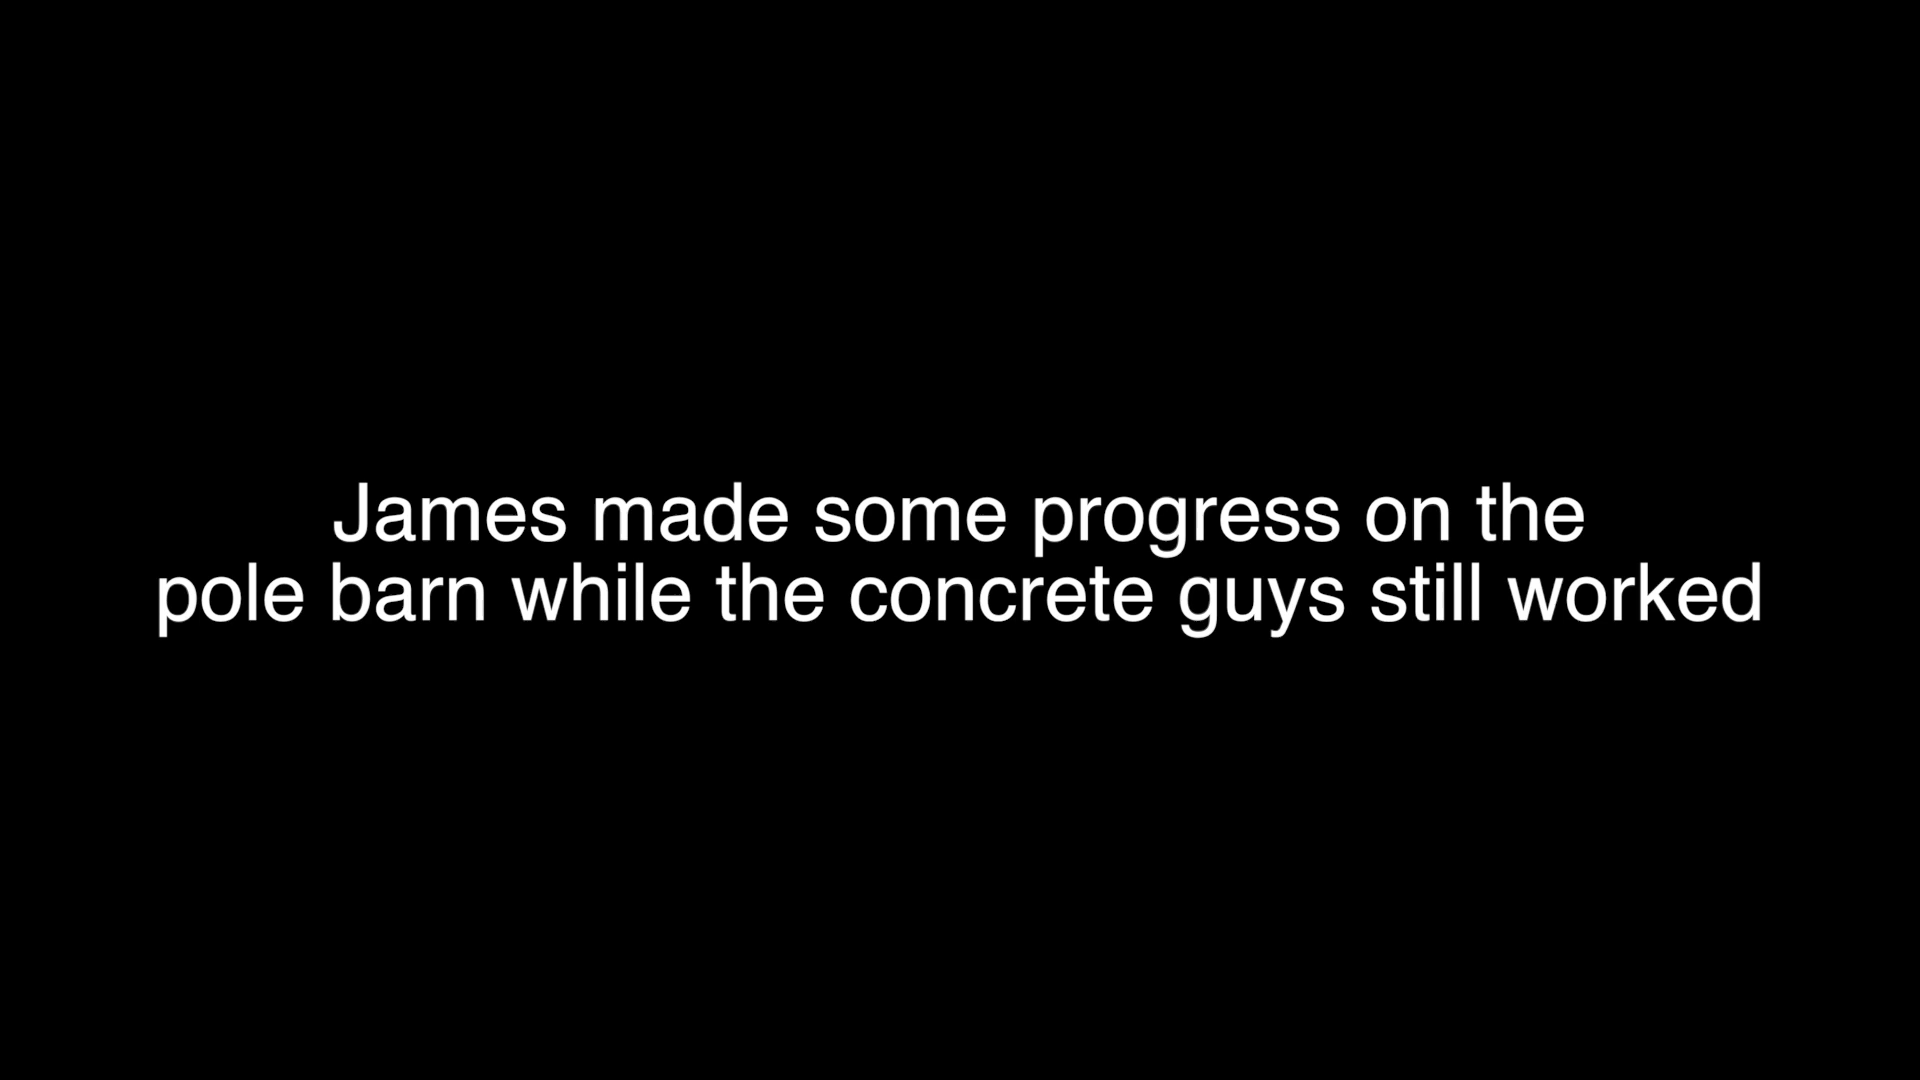 James made some progress on the
pole barn while the concrete guys still worked